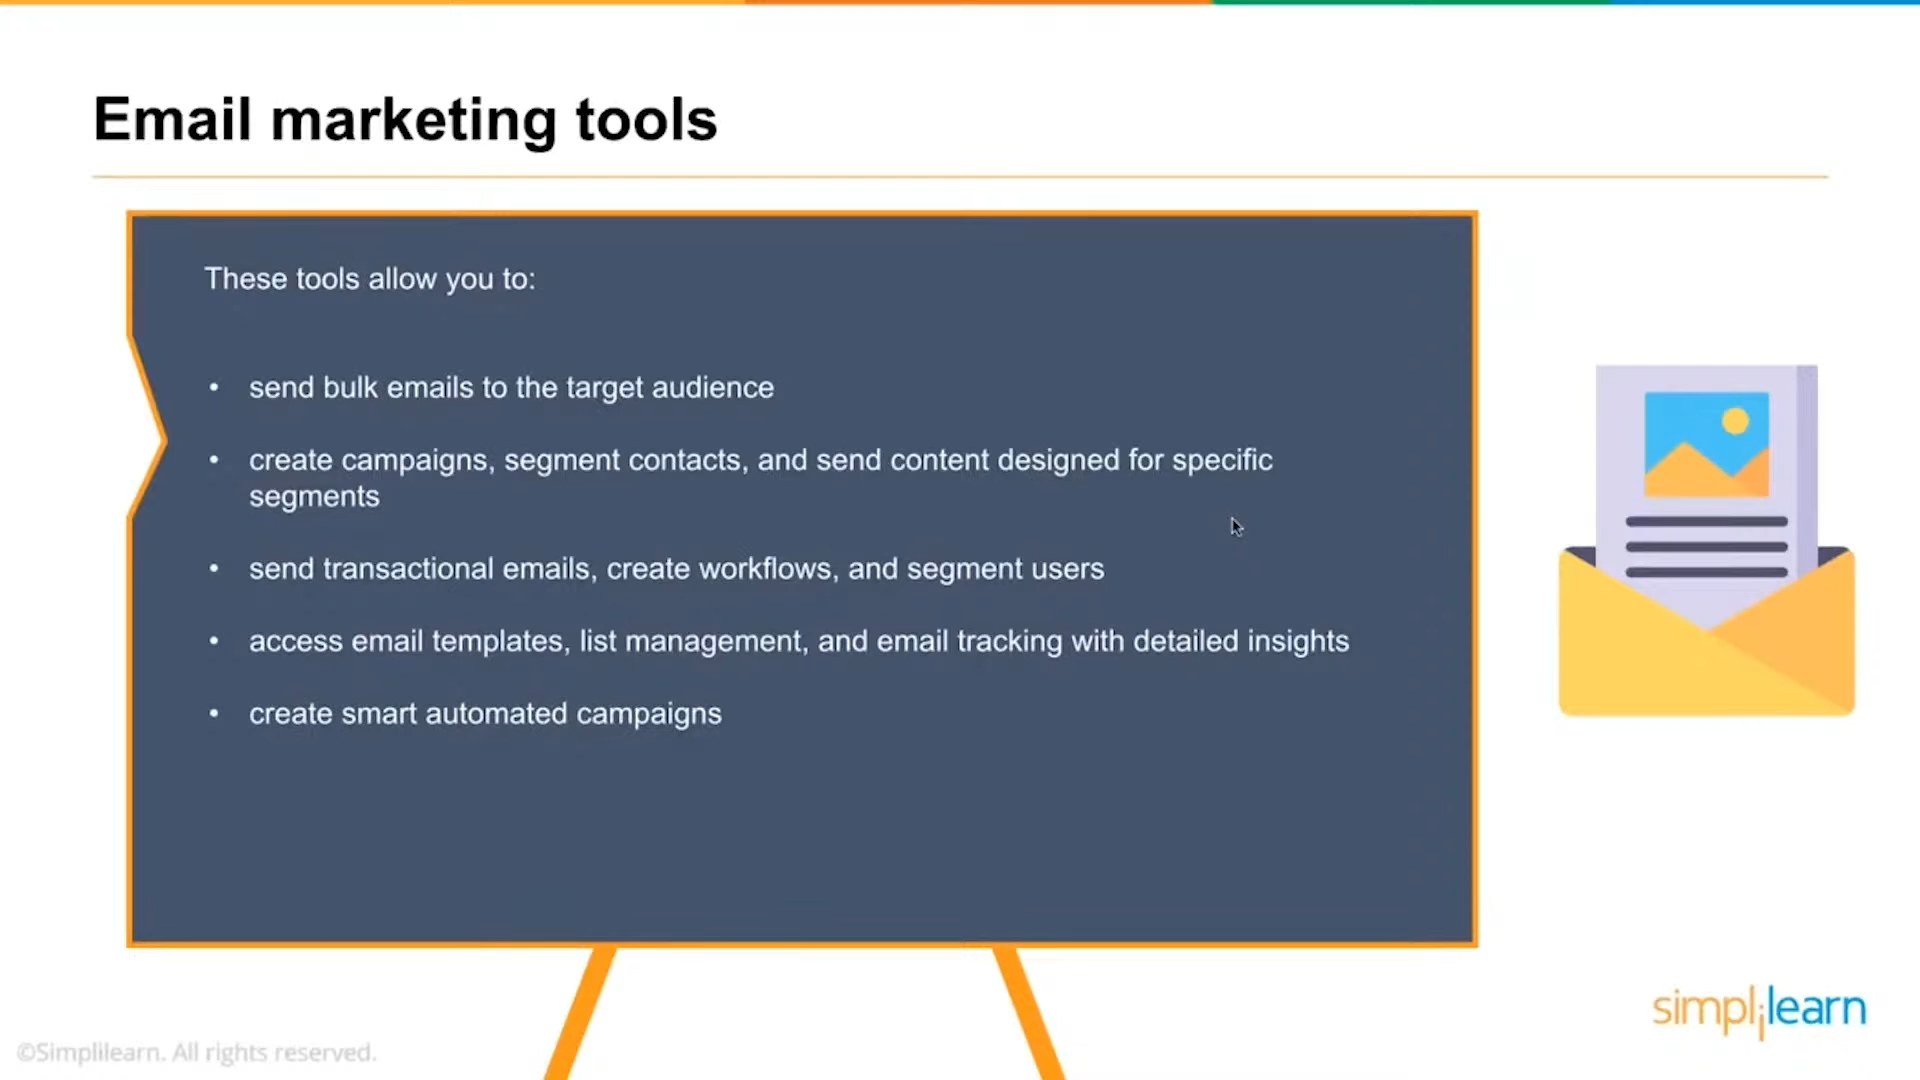 Email marketing tools
These tools allow you to:
• send bulk emails to the target audience
• create campaigns, segment contacts, and send content designed for specific
segments
• send transactional emails, create workflows, and segment users
• access email templates, list management, and email tracking with detailed insights
• create smart automated campaigns
simplilearn
©Simplilearn. All rights reserved.